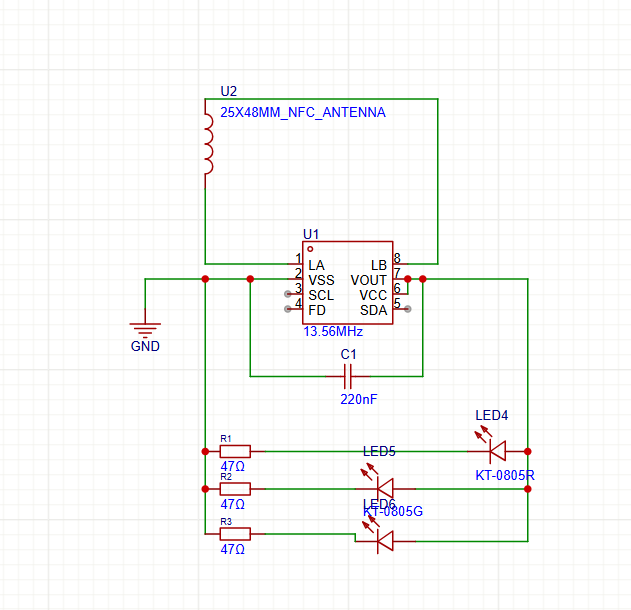 U2
25X48MM_NFC_ANTENNA
U1
1 LA LB 8
2 VSS VOUT 7
3 SCL VCC 6
4 FD SDA 5
13.56MHz
GND
C1
220nF
LED4
R1
47Ω
KT-0805R
LED5
R2
47Ω
KT-0805G
LED6
R3
47Ω